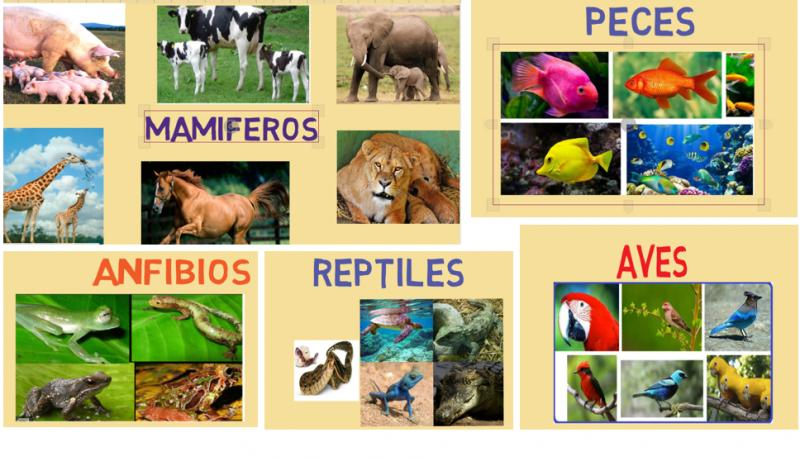 PECES
MAMIFEROS
ANFIBIOS
REPTILES
AVES